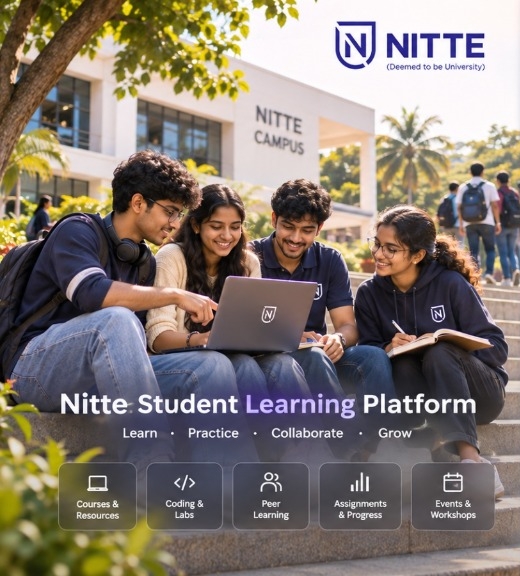 N NITTE
(Deemed to be University)
NITTE
CAMPUS
N
N
N
Nitte Student Learning Platform
Learn · Practice · Collaborate · Grow
</>
Courses &
Resources
Coding &
Labs
Peer
Learning
Assignments
& Progress
Events &
Workshops